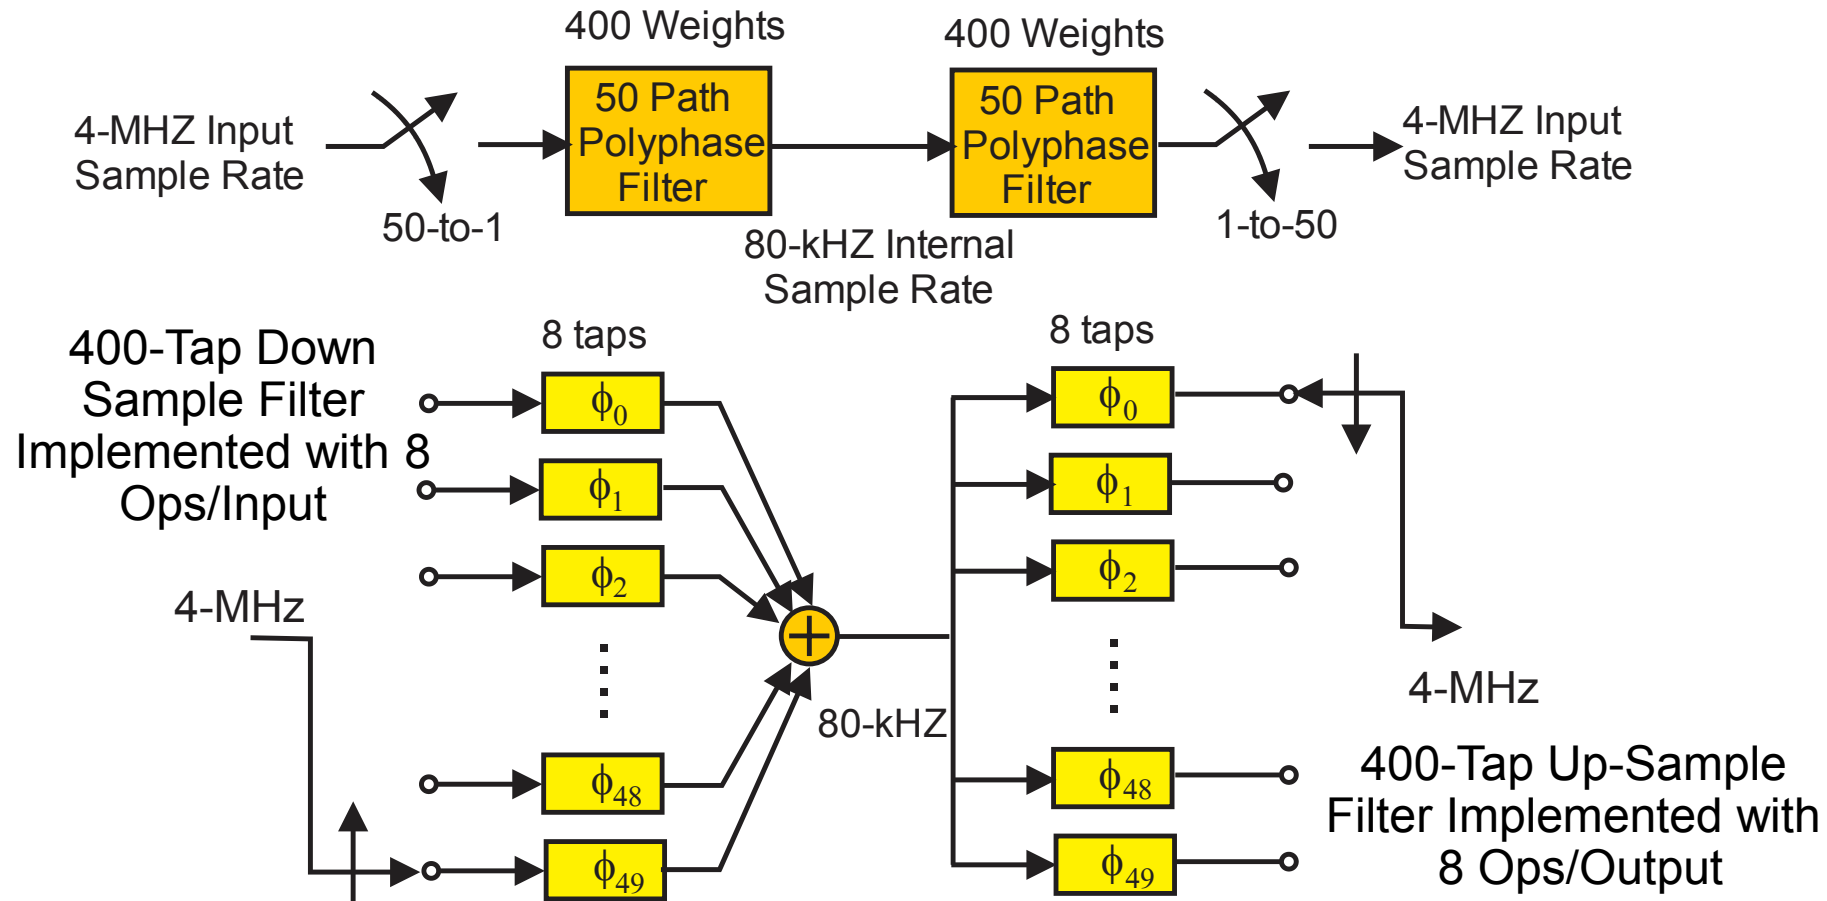 400 Weights
400 Weights
4-MHZ Input
Sample Rate
50-to-1
50 Path
Polyphase
Filter
50 Path
Polyphase
Filter
1-to-50
4-MHZ Input
Sample Rate
80-kHZ Internal
Sample Rate
400-Tap Down
Sample Filter
Implemented with 8
Ops/Input
8 taps
8 taps
ϕ0
ϕ1
ϕ2
ϕ48
ϕ49
4-MHz
+
80-kHZ
ϕ0
ϕ1
ϕ2
ϕ48
ϕ49
4-MHz
400-Tap Up-Sample
Filter Implemented with
8 Ops/Output